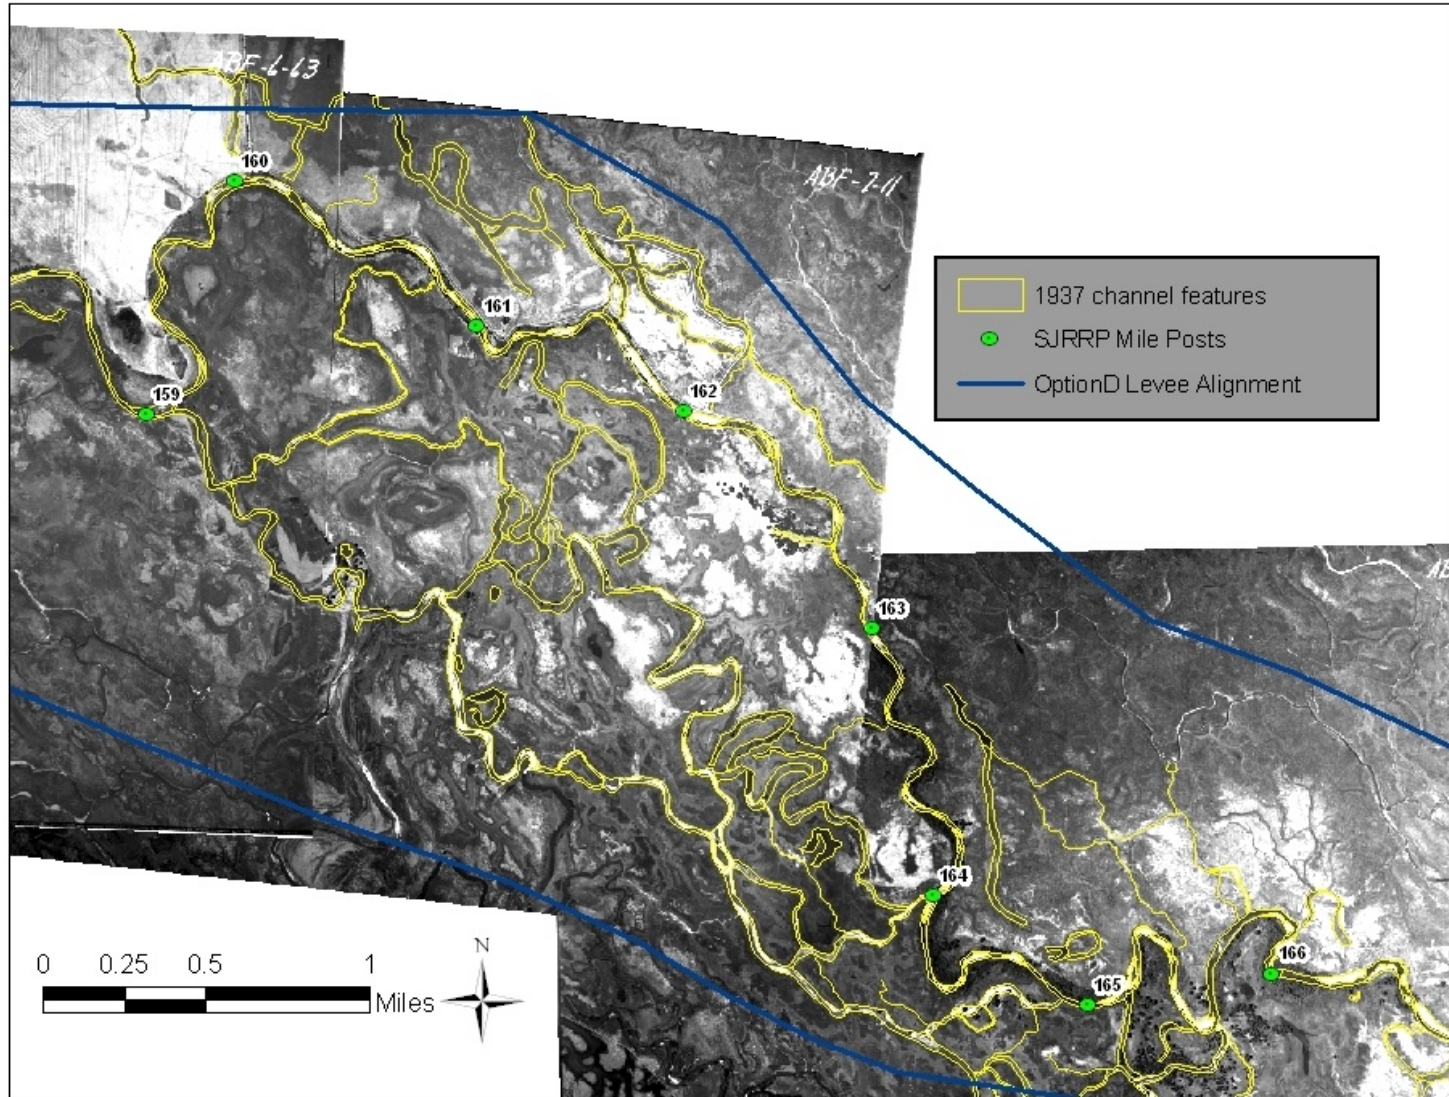 ABF-6-63
ABF-7-11
160
1937 channel features
161
SJRRP Mile Posts
OptionD Levee Alignment
159
162
AB
163
164
N
0 0.25 0.5 1
Miles
165
166